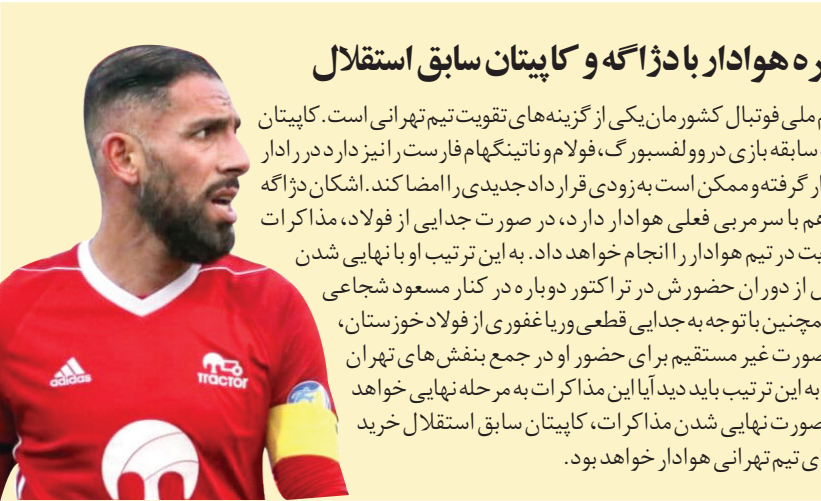 ره هوادار با دژاگه و کاپیتان سابق استقلال
م ملی فوتبال کشورمان یکی از گزینه‌های تقویت تیم تهرانی است. کاپیتان
سابقه بازی در وولفسبورگ، فولام و ناتینگهام فارست را نیز دارد در رادار
ار گرفته و ممکن است به‌زودی قرارداد جدیدی را امضا کند. اشکان دژاگه
هم با سرمربی فعلی هوادار دارد، در صورت جدایی از فولاد، مذاکرات
بت در تیم هوادار را انجام خواهد داد. به این ترتیب او با نهایی شدن
ل از دوران حضورش در تراکتور دوباره در کنار مسعود شجاعی
مچنین با توجه به جدایی قطعی وریا غفوری از فولاد خوزستان،
صورت غیر مستقیم برای حضور او در جمع بنفش‌های تهران
به این ترتیب باید دید آیا این مذاکرات به مرحله نهایی خواهد
صورت نهایی شدن مذاکرات، کاپیتان سابق استقلال خرید
ی تیم تهرانی هوادار خواهد بود.
adidas
TRACTOR